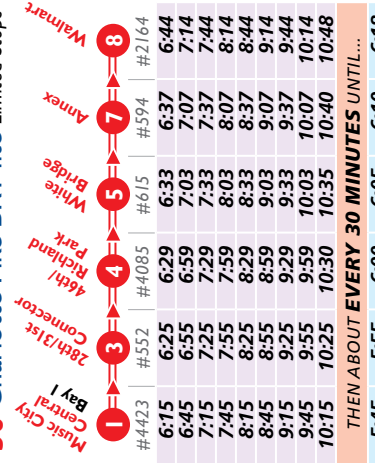 Music City
Central
Bay 1
28th/31st
Connector
46th/
Richland
Park
White
Bridge
Annex
Walmart
1 3 4 5 7 8
#4423 #552 #4085 #615 #594 #2164
6:15 6:25 6:29 6:33 6:37 6:44
6:45 6:55 6:59 7:03 7:07 7:14
7:15 7:25 7:29 7:33 7:37 7:44
7:45 7:55 7:59 8:03 8:07 8:14
8:15 8:25 8:29 8:33 8:37 8:44
8:45 8:55 8:59 9:03 9:07 9:14
9:15 9:25 9:29 9:33 9:37 9:44
9:45 9:55 9:59 10:03 10:07 10:14
10:15 10:25 10:30 10:35 10:40 10:48
THEN ABOUT EVERY 30 MINUTES UNTIL...